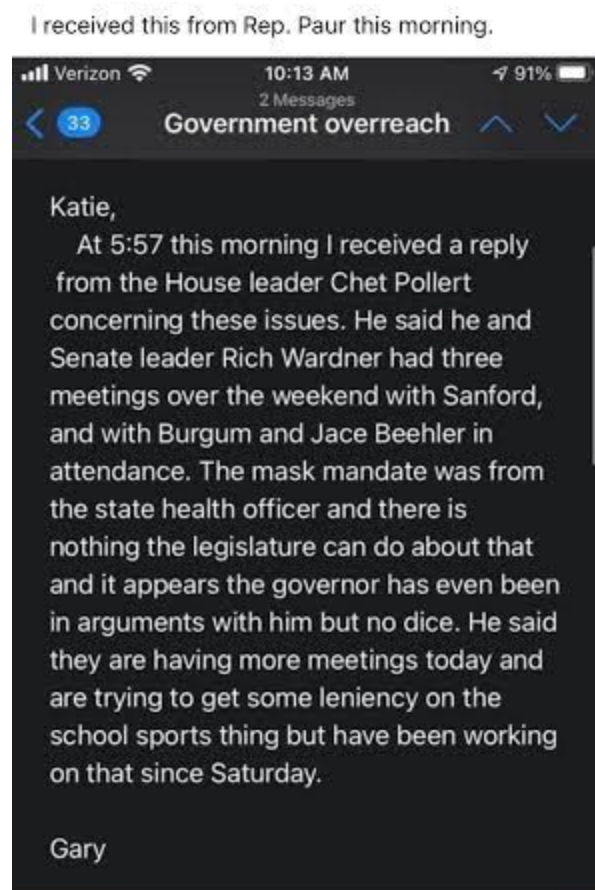 I received this from Rep. Paur this morning.
Verizon 10:13 AM 91%
2 Messages
33 Government overreach
Katie,
At 5:57 this morning I received a reply
from the House leader Chet Pollert
concerning these issues. He said he and
Senate leader Rich Wardner had three
meetings over the weekend with Sanford,
and with Burgum and Jace Beehler in
attendance. The mask mandate was from
the state health officer and there is
nothing the legislature can do about that
and it appears the governor has even been
in arguments with him but no dice. He said
they are having more meetings today and
are trying to get some leniency on the
school sports thing but have been working
on that since Saturday.
Gary